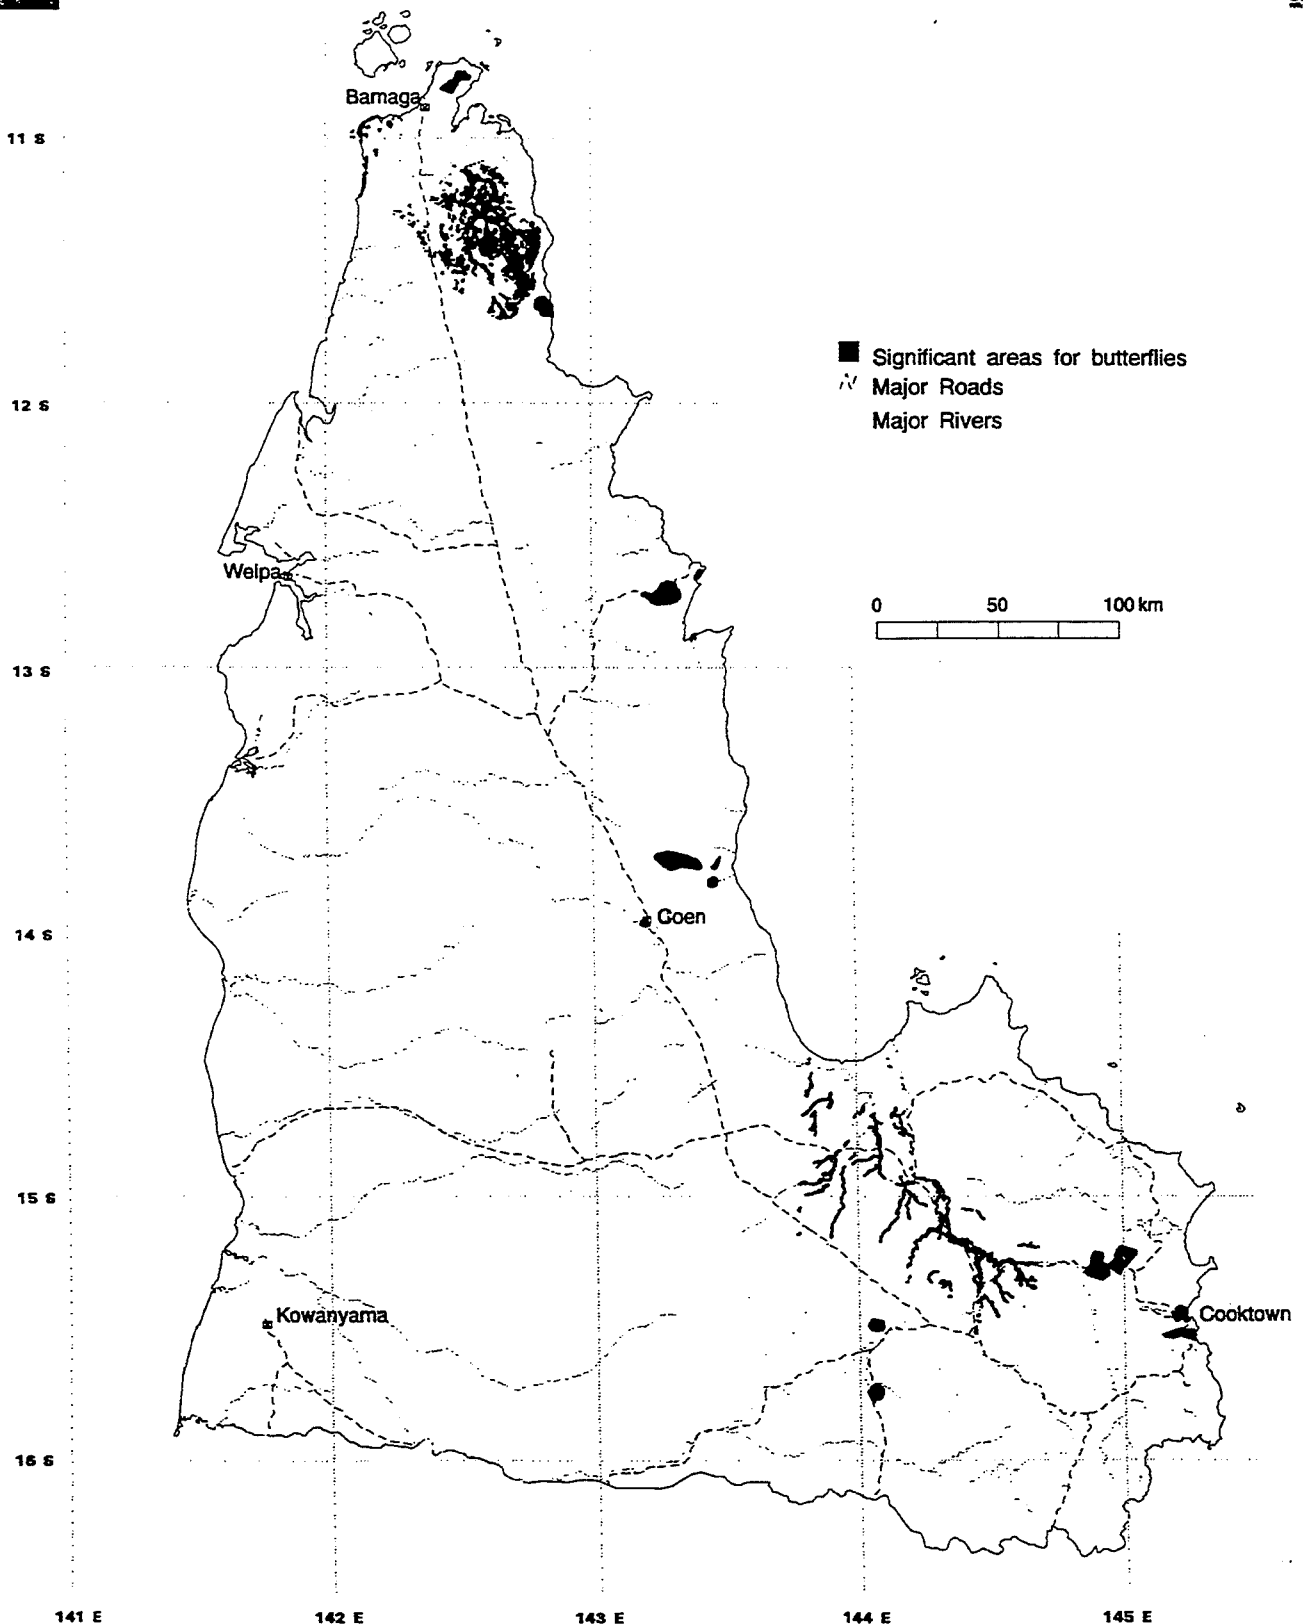 Bamaga
11 S
Significant areas for butterflies
Major Roads
12 S
Major Rivers
Weipa
0 50 100 km
13 S
Coen
14 S
15 S
Kowanyama
Cooktown
16 S
141 E 142 E 143 E 144 E 145 E